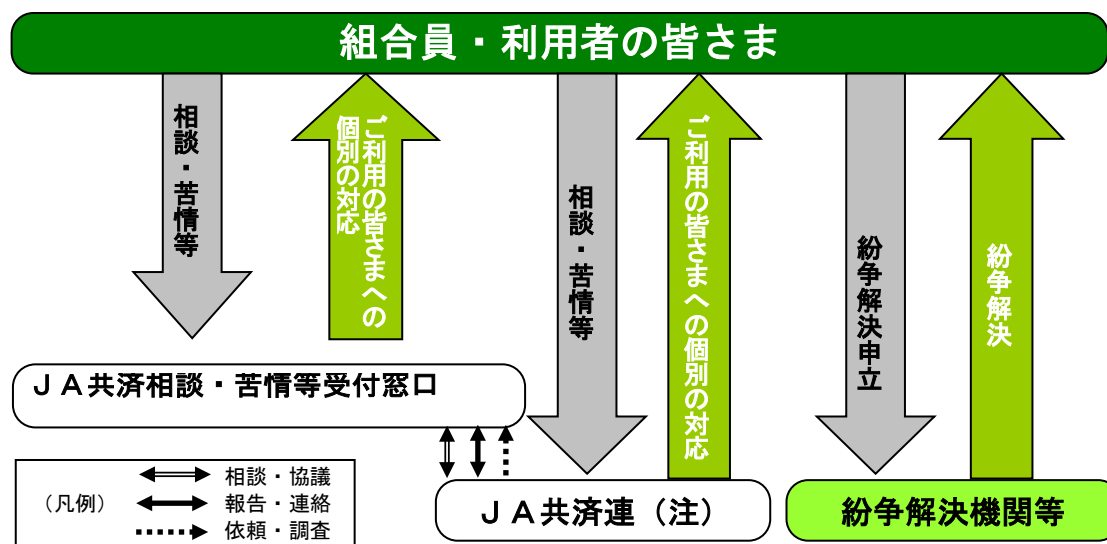 組合員・利用者の皆さま
相談・苦情等
ご利用の皆さまへの
個別の対応
相談・苦情等
ご利用の皆さまへの個別の対応
紛争解決申立
紛争解決
ＪＡ共済相談・苦情等受付窓口
（凡例）
相談・協議
報告・連絡
依頼・調査
ＪＡ共済連（注）
紛争解決機関等